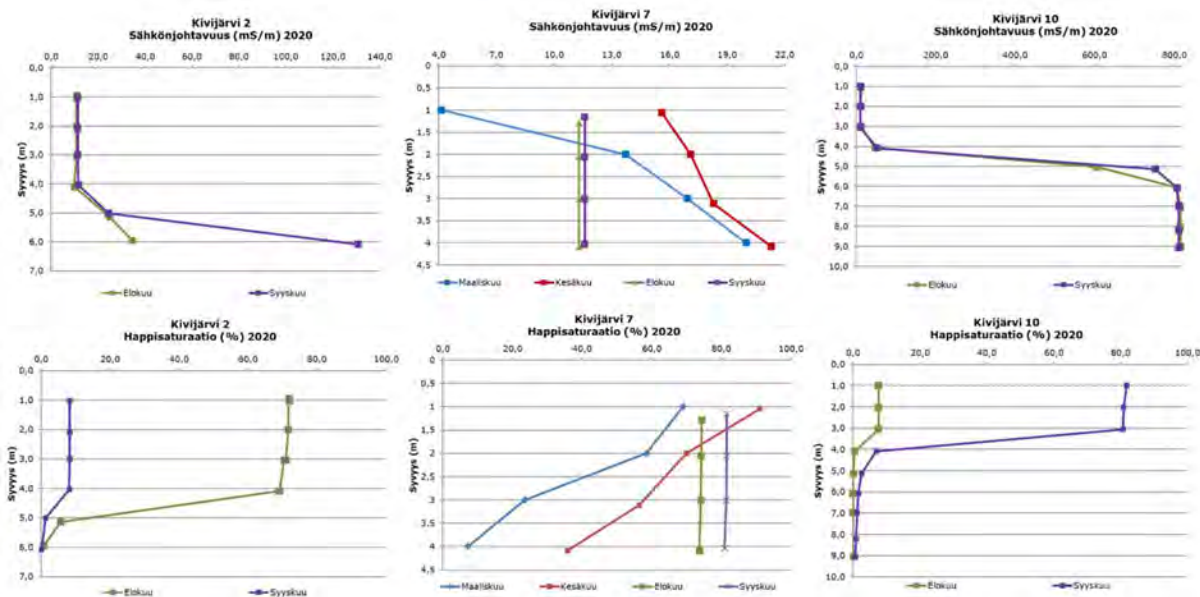 Kivijärvi 2
Sähkönjohtavuus (mS/m) 2020
0,0 20,0 40,0 60,0 80,0 100,0 120,0 140,0
0,0
1,0
2,0
3,0
4,0
5,0
6,0
7,0
Syvyys (m)
Elokuu Syyskuu
Kivijärvi 7
Sähkönjohtavuus (mS/m) 2020
4,0 7,0 10,0 13,0 16,0 19,0 22,0
0
0,5
1
1,5
2
2,5
3
3,5
4
4,5
Syvyys (m)
Maaliskuu Kesäkuu Elokuu Syyskuu
Kivijärvi 10
Sähkönjohtavuus (mS/m) 2020
0,0 200,0 400,0 600,0 800,0
0,0
1,0
2,0
3,0
4,0
5,0
6,0
7,0
8,0
9,0
10,0
Syvyys (m)
Elokuu Syyskuu
Kivijärvi 2
Happisaturaatio (%) 2020
0,0 20,0 40,0 60,0 80,0 100,0
0,0
1,0
2,0
3,0
4,0
5,0
6,0
7,0
Syvyys (m)
Elokuu Syyskuu
Kivijärvi 7
Happisaturaatio (%) 2020
0,0 20,0 40,0 60,0 80,0 100,0
0
0,5
1
1,5
2
2,5
3
3,5
4
4,5
Syvyys (m)
Maaliskuu Kesäkuu Elokuu Syyskuu
Kivijärvi 10
Happisaturaatio (%) 2020
0,0 20,0 40,0 60,0 80,0 100,0
0,0
1,0
2,0
3,0
4,0
5,0
6,0
7,0
8,0
9,0
10,0
Syvyys (m)
Elokuu Syyskuu